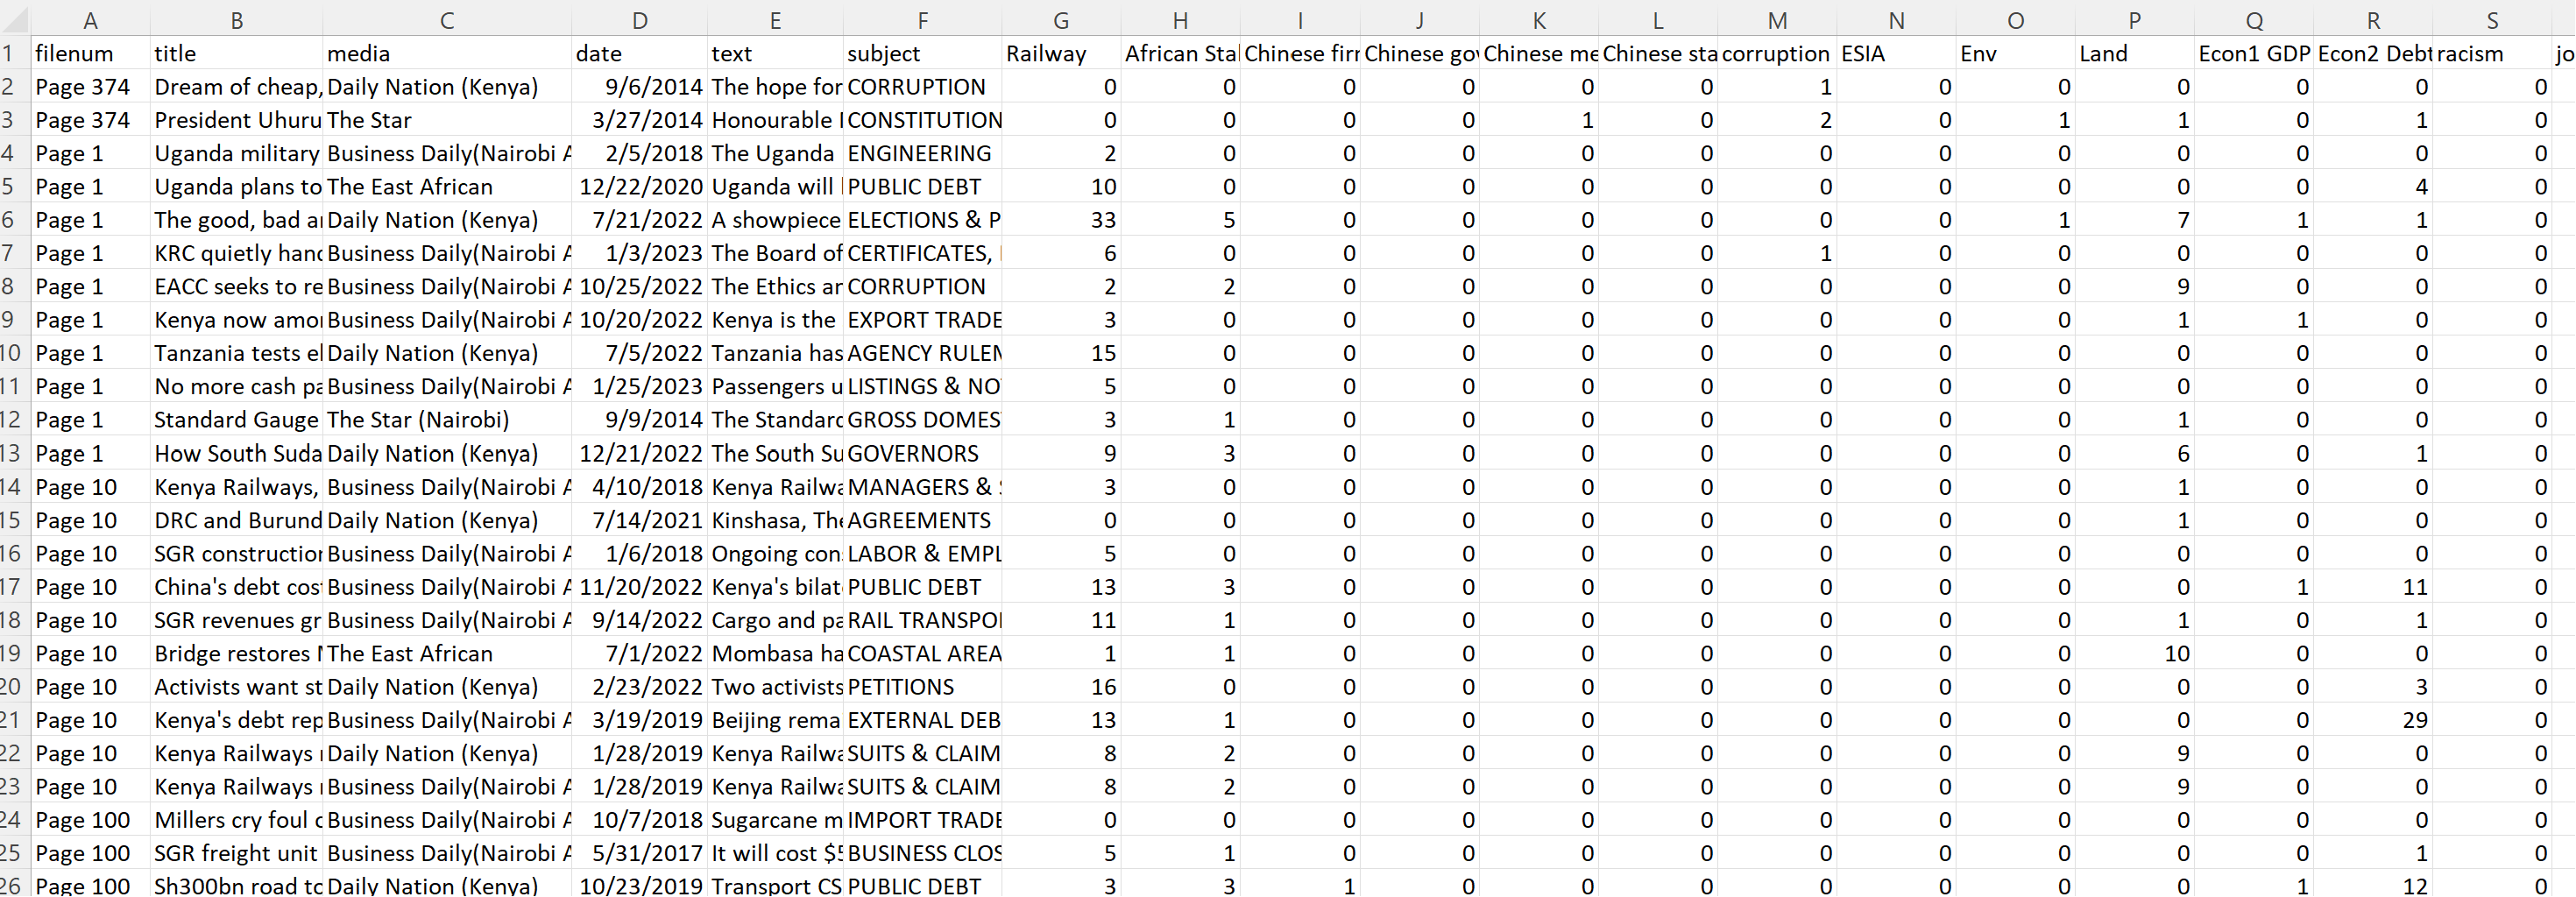 A B C D E F G H I J K L M N O P Q R S
1 filenum title media date text subject Railway African Stal Chinese firr Chinese gov Chinese me Chinese sta corruption ESIA Env Land Econ1 GDP Econ2 Debt racism jo
2 Page 374 Dream of cheap, Daily Nation (Kenya) 9/6/2014 The hope for CORRUPTION 0 0 0 0 0 0 1 0 0 0 0 0 0
3 Page 374 President Uhuru The Star 3/27/2014 Honourable CONSTITUTION 0 0 0 0 1 0 2 0 1 1 0 1 0
4 Page 1 Uganda military Business Daily(Nairobi 2/5/2018 The Uganda ENGINEERING 2 0 0 0 0 0 0 0 0 0 0 0 0
5 Page 1 Uganda plans to The East African 12/22/2020 Uganda will PUBLIC DEBT 10 0 0 0 0 0 0 0 0 0 0 4 0
6 Page 1 The good, bad a Daily Nation (Kenya) 7/21/2022 A showpiece ELECTIONS & P 33 5 0 0 0 0 0 0 1 7 1 1 0
7 Page 1 KRC quietly hand Business Daily(Nairobi 1/3/2023 The Board of CERTIFICATES, 6 0 0 0 0 0 1 0 0 0 0 0 0
8 Page 1 EACC seeks to re Business Daily(Nairobi 10/25/2022 The Ethics ar CORRUPTION 2 2 0 0 0 0 0 0 0 9 0 0 0
9 Page 1 Kenya now amo Business Daily(Nairobi 10/20/2022 Kenya is the EXPORT TRADE 3 0 0 0 0 0 0 0 0 1 1 0 0
10 Page 1 Tanzania tests el Daily Nation (Kenya) 7/5/2022 Tanzania has AGENCY RULEM 15 0 0 0 0 0 0 0 0 0 0 0 0
11 Page 1 No more cash pa Business Daily(Nairobi 1/25/2023 Passengers u LISTINGS & NO 5 0 0 0 0 0 0 0 0 0 0 0 0
12 Page 1 Standard Gauge The Star (Nairobi) 9/9/2014 The Standard GROSS DOMES 3 1 0 0 0 0 0 0 0 1 0 0 0
13 Page 1 How South Suda Daily Nation (Kenya) 12/21/2022 The South Su GOVERNORS 9 3 0 0 0 0 0 0 0 6 0 1 0
14 Page 10 Kenya Railways, Business Daily(Nairobi 4/10/2018 Kenya Railwa MANAGERS & 3 0 0 0 0 0 0 0 0 1 0 0 0
15 Page 10 DRC and Burund Daily Nation (Kenya) 7/14/2021 Kinshasa, The AGREEMENTS 0 0 0 0 0 0 0 0 0 1 0 0 0
16 Page 10 SGR construction Business Daily(Nairobi 1/6/2018 Ongoing con LABOR & EMPL 5 0 0 0 0 0 0 0 0 0 0 0 0
17 Page 10 China's debt cos Business Daily(Nairobi 11/20/2022 Kenya's bilat PUBLIC DEBT 13 3 0 0 0 0 0 0 0 0 1 11 0
18 Page 10 SGR revenues gr Business Daily(Nairobi 9/14/2022 Cargo and pa RAIL TRANSPO 11 1 0 0 0 0 0 0 0 1 0 1 0
19 Page 10 Bridge restores The East African 7/1/2022 Mombasa ha COASTAL AREA 1 1 0 0 0 0 0 0 0 10 0 0 0
20 Page 10 Activists want st Daily Nation (Kenya) 2/23/2022 Two activists PETITIONS 16 0 0 0 0 0 0 0 0 0 0 3 0
21 Page 10 Kenya's debt rep Business Daily(Nairobi 3/19/2019 Beijing rema EXTERNAL DEB 13 1 0 0 0 0 0 0 0 0 0 29 0
22 Page 10 Kenya Railways Daily Nation (Kenya) 1/28/2019 Kenya Railwa SUITS & CLAIM 8 2 0 0 0 0 0 0 0 9 0 0 0
23 Page 10 Kenya Railways Business Daily(Nairobi 1/28/2019 Kenya Railwa SUITS & CLAIM 8 2 0 0 0 0 0 0 0 9 0 0 0
24 Page 100 Millers cry foul Business Daily(Nairobi 10/7/2018 Sugarcane m IMPORT TRADE 0 0 0 0 0 0 0 0 0 0 0 0 0
25 Page 100 SGR freight unit Business Daily(Nairobi 5/31/2017 It will cost $5 BUSINESS CLOS 5 1 0 0 0 0 0 0 0 0 0 1 0
26 Page 100 Sh300bn road to Daily Nation (Kenya) 10/23/2019 Transport CS PUBLIC DEBT 3 3 1 0 0 0 0 0 0 0 1 12 0